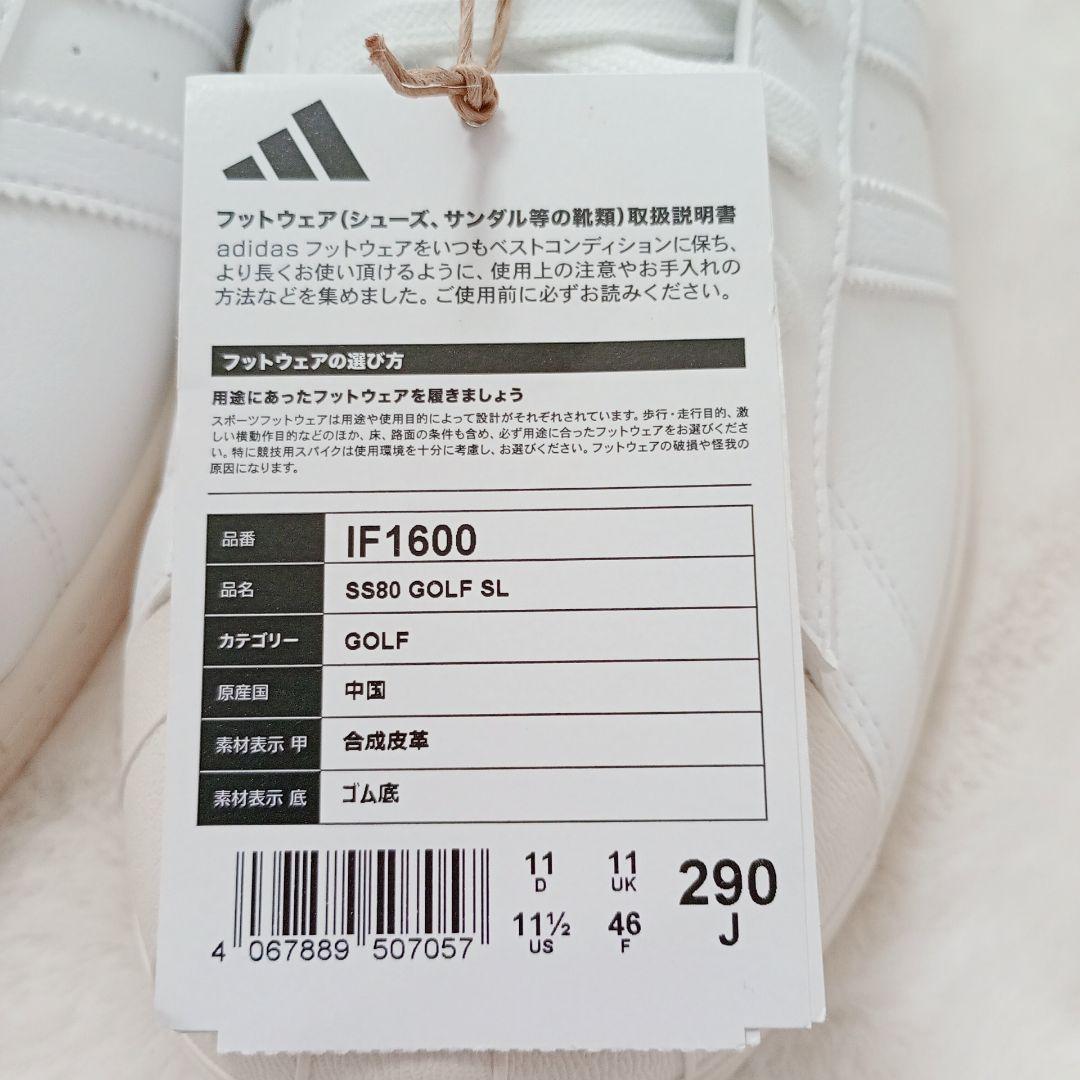 フットウェア(シューズ、サンダル等の靴類)取扱説明書
adidas フットウェアをいつもベストコンディションに保ち、
より長くお使い頂けるように、使用上の注意やお手入れの
方法などを集めました。ご使用前に必ずお読みください。
フットウェアの選び方
用途にあったフットウェアを履きましょう
スポーツフットウェアは用途や使用目的によって設計がそれぞれされています。歩行・走行目的、激
しい横動作目的などのほか、床、路面の条件も含め、必ず用途に合ったフットウェアをお選びくださ
い。特に競技用スパイクは使用環境を十分に考慮し、お選びください。フットウェアの破損や怪我の
原因になります。
品番 IF1600
品名 SS80 GOLF SL
カテゴリー GOLF
原産国 中国
素材表示 甲 合成皮革
素材表示 底 ゴム底
11 11 290
D UK J
11½ 46
US F
4 067889 507057